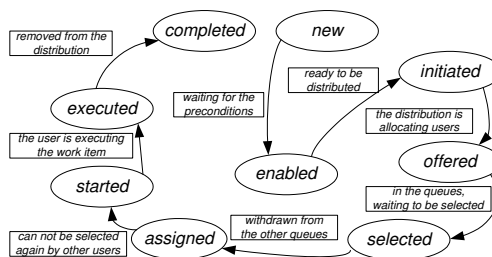 completed
new
removed from the
distribution
ready to be
distributed
initiated
executed
waiting for the
preconditions
the distribution is
allocating users
the user is executing
the work item
enabled
offered
started
in the queues,
waiting to be selected
withdrawn from
the other queues
can not be selected
again by other users
assigned
selected